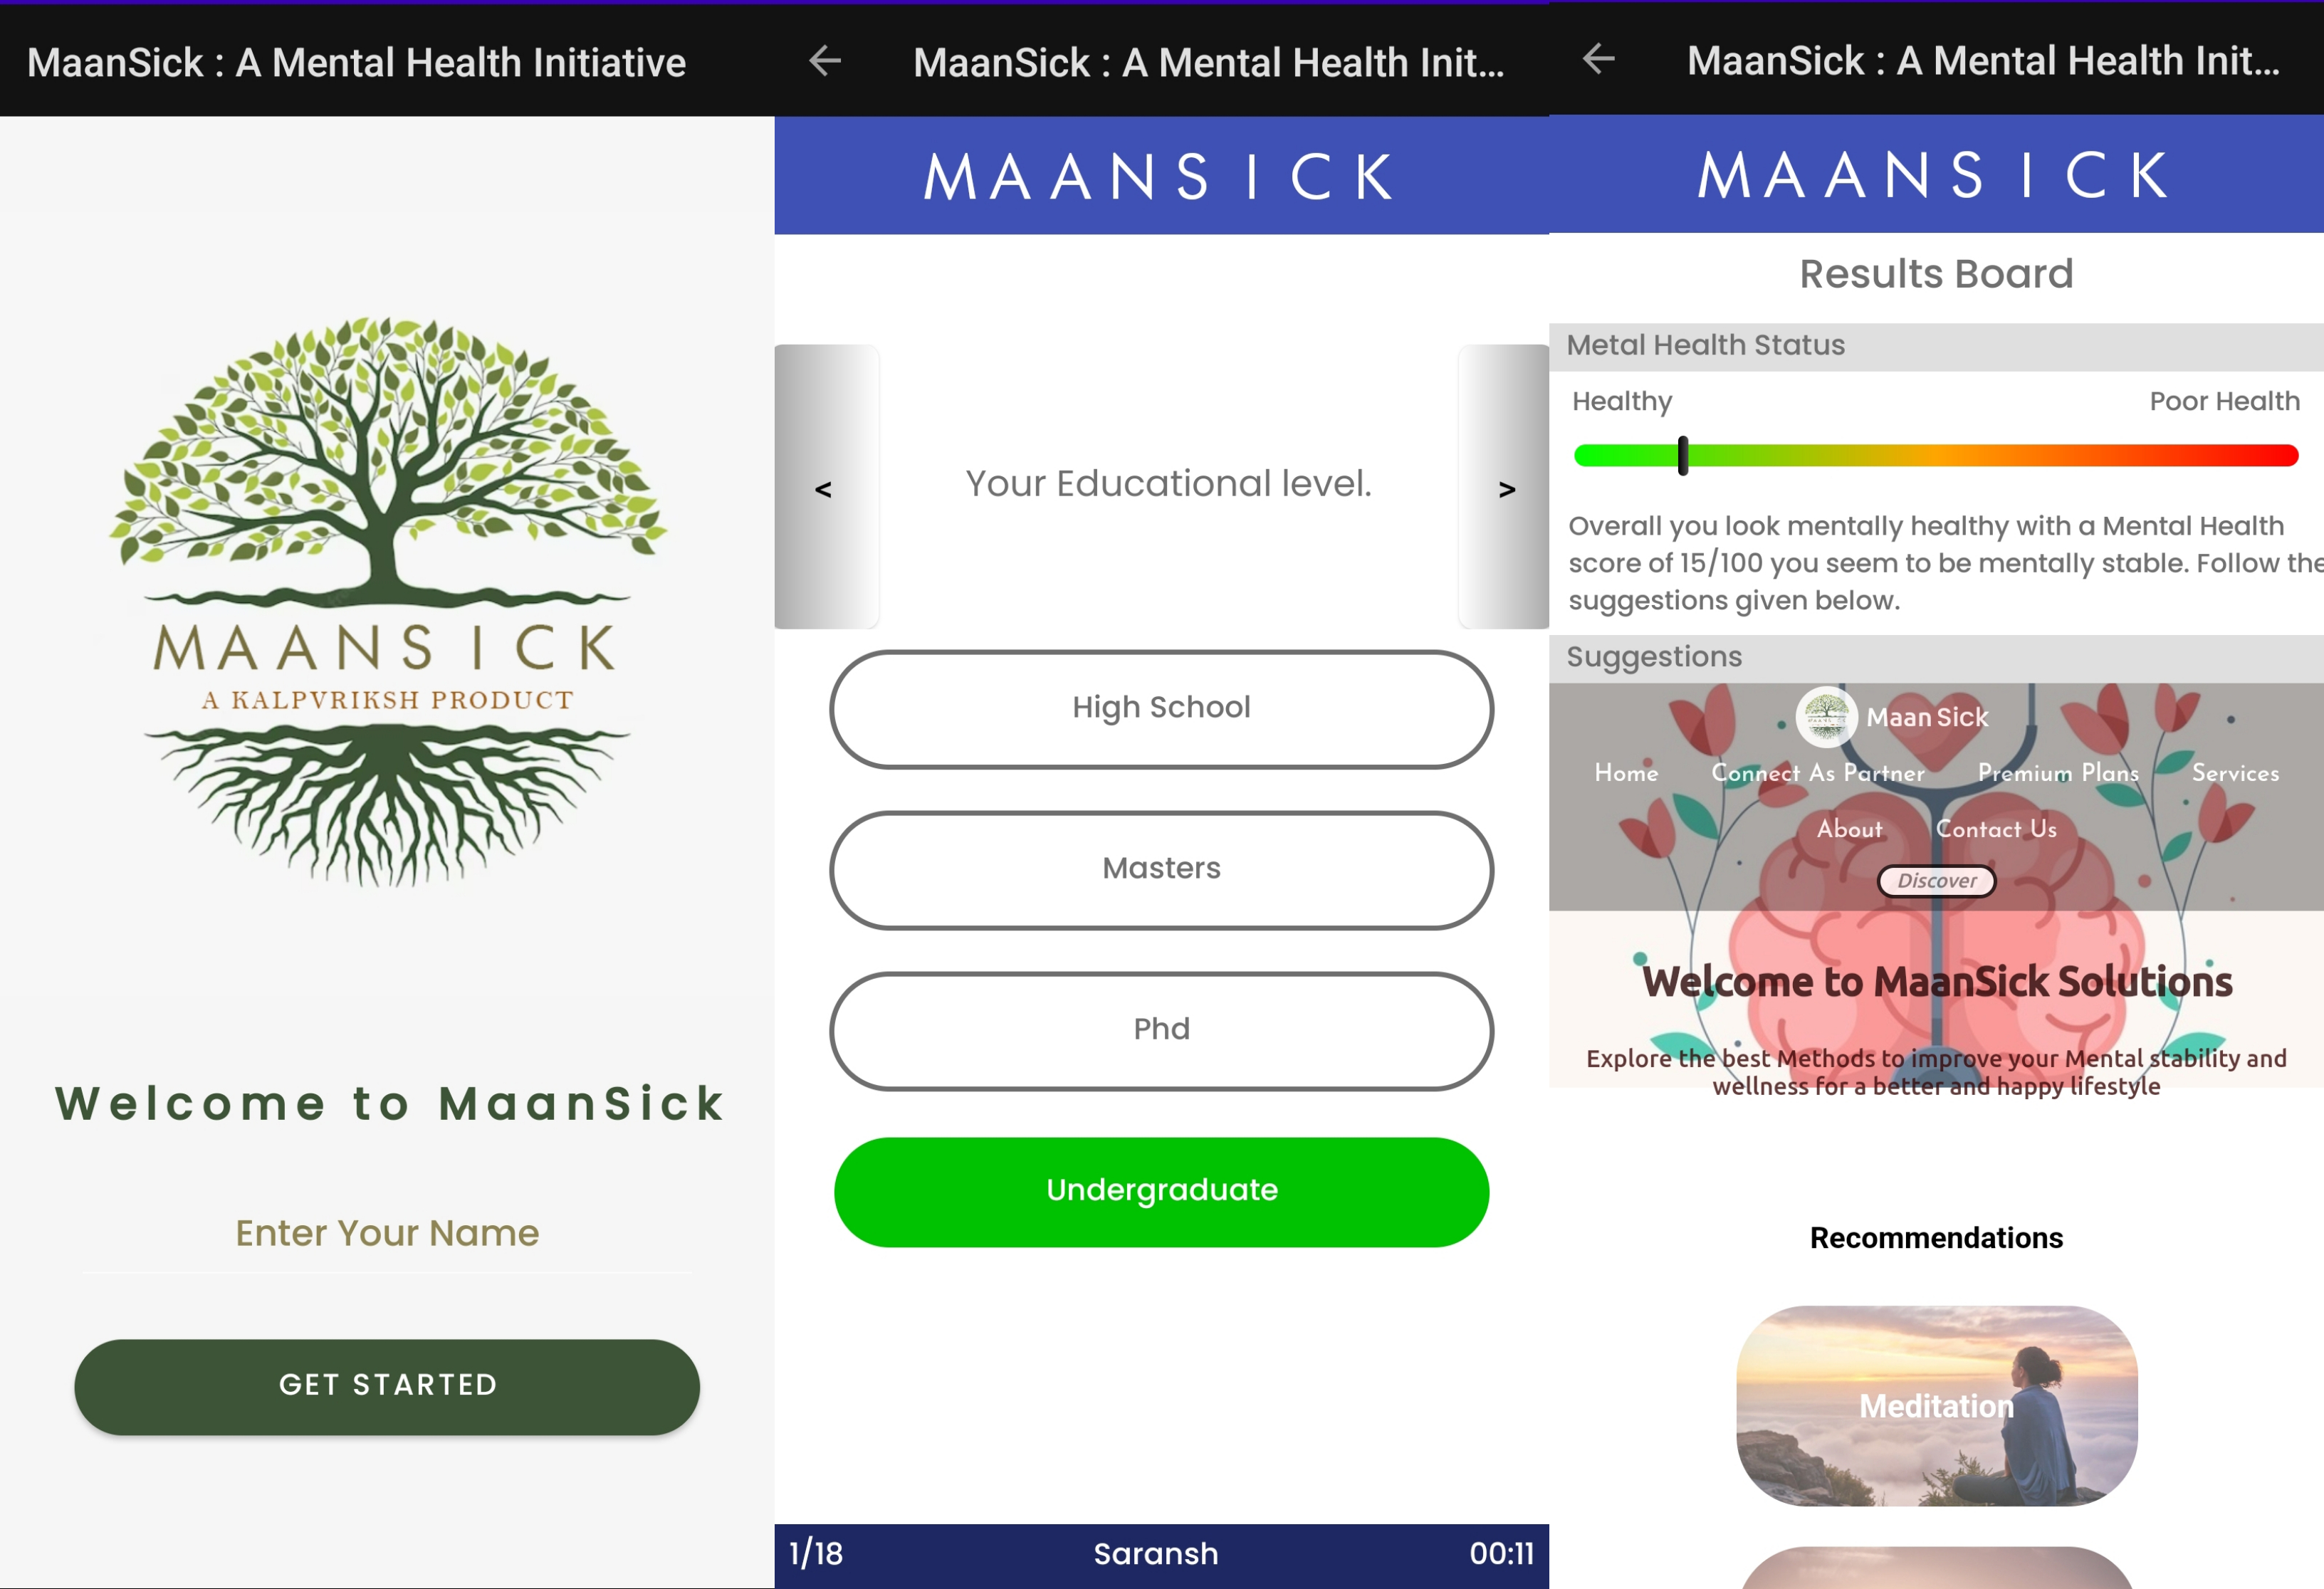 MaanSick : A Mental Health Initiative
MAANSICK
A KALPVRIKSH PRODUCT
Welcome to MaanSick
Enter Your Name
GET STARTED
MaanSick : A Mental Health Init...
MAANSICK
<
Your Educational level.
>
High School
Masters
Phd
Undergraduate
1/18
Saransh
00:11
MaanSick : A Mental Health Init...
MAANSICK
Results Board
Metal Health Status
Healthy
Poor Health
Overall you look mentally healthy with a Mental Health
score of 15/100 you seem to be mentally stable. Follow the
suggestions given below.
Suggestions
Maan Sick
Home
Connect As Partner
Premium Plans
Services
About
Contact Us
Discover
Welcome to MaanSick Solutions
Explore the best Methods to improve your Mental stability and
wellness for a better and happy lifestyle
Recommendations
Meditation